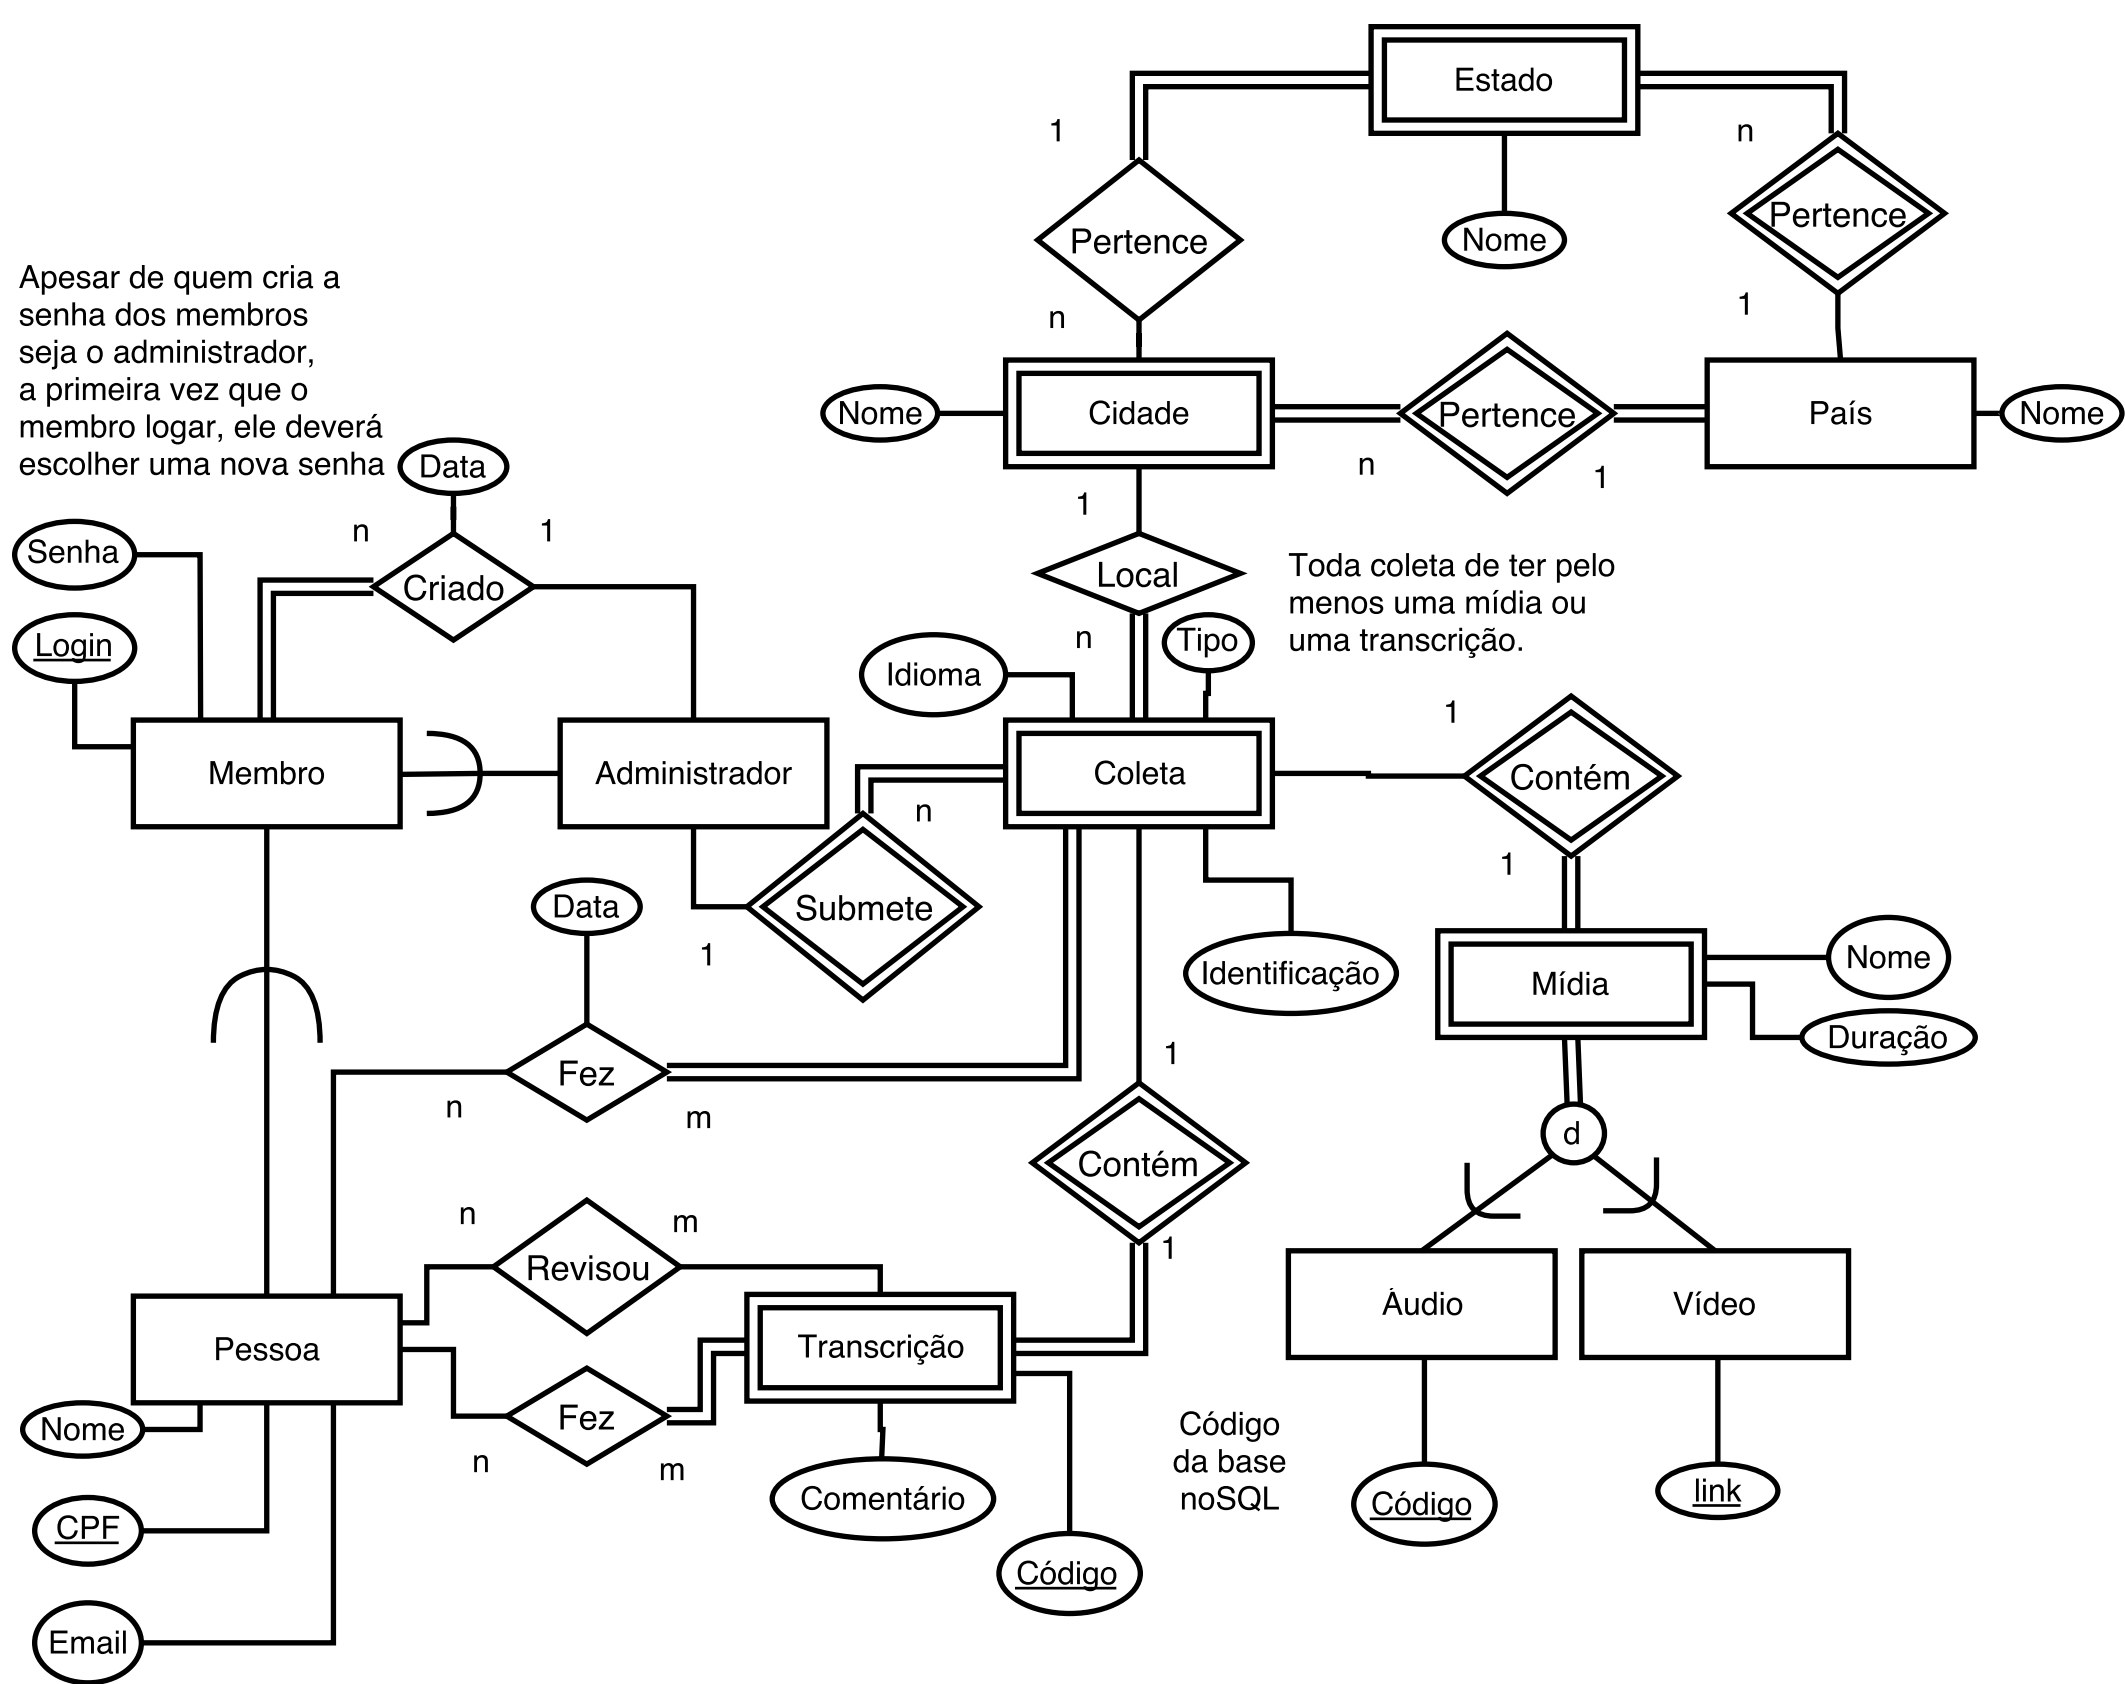 Estado
1
n
Pertence
Pertence
Nome
Apesar de quem cria a
senha dos membros
seja o administrador,
a primeira vez que o
membro logar, ele deverá
escolher uma nova senha
n
1
Nome
Cidade
Pertence
País
Nome
n
1
Data
n
1
1
Senha
Criado
Local
Toda coleta de ter pelo
menos uma mídia ou
uma transcrição.
Login
n
Tipo
Idioma
1
Membro
Administrador
Coleta
Contém
n
1
Data
Submete
1
Identificação
Nome
Mídia
Duração
Fez
1
n
m
d
Contém
n
m
1
Revisou
Pessoa
Transcrição
Áudio
Vídeo
Nome
Fez
n
m
Comentário
Código
da base
noSQL
Código
link
CPF
Código
Email